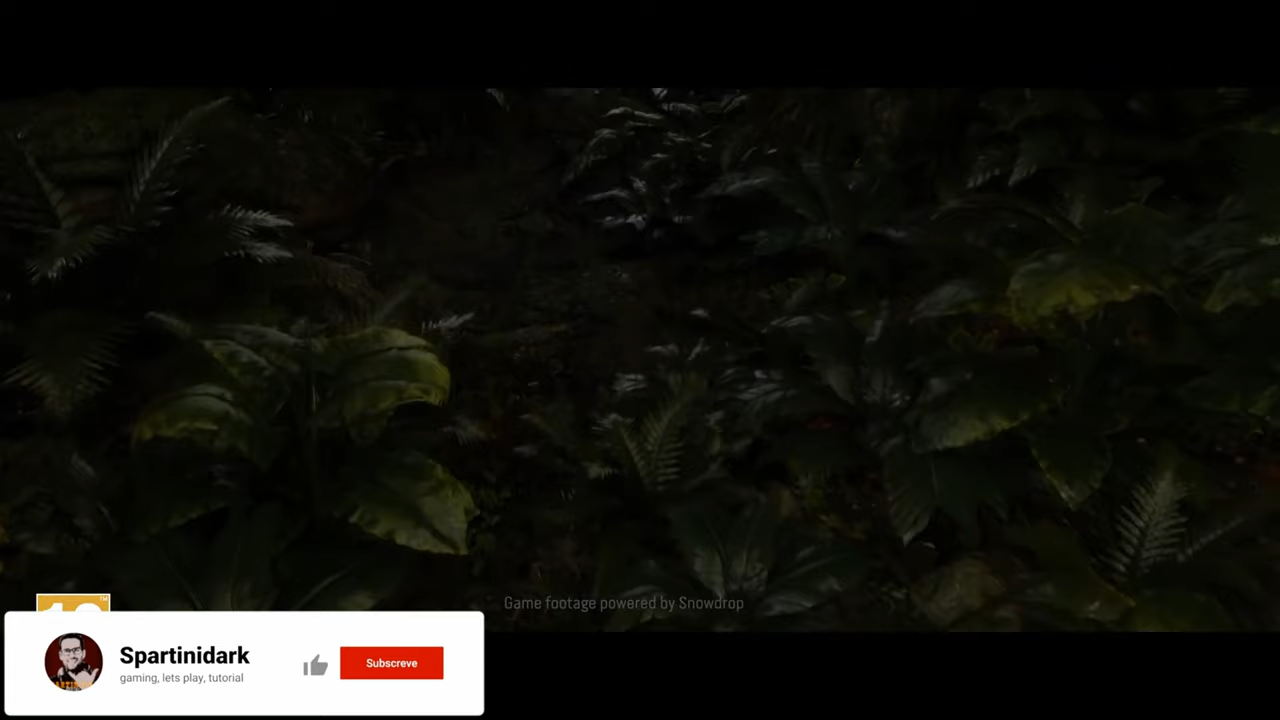 Game footage powered by Snowdrop
Spartinidark
gaming, lets play, tutorial
Subscreve